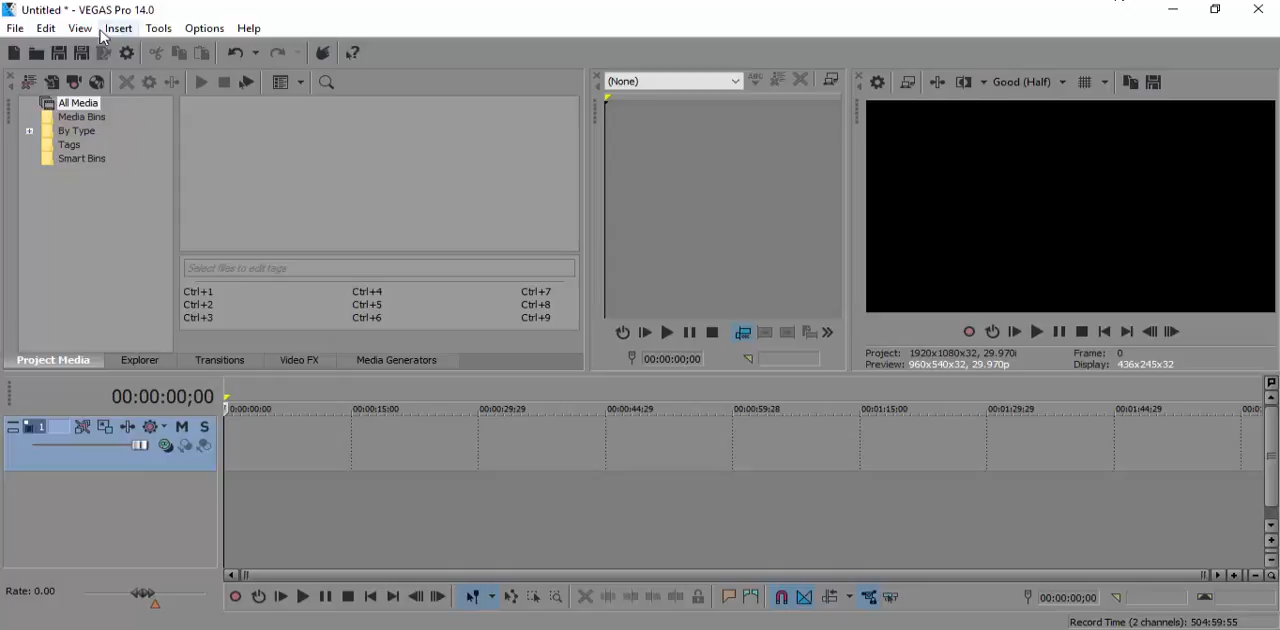 Untitled * - VEGAS Pro 14.0
File Edit View Insert Tools Options Help
(None)
Good (Half)
All Media
Media Bins
By Type
Tags
Smart Bins
Select files to edit tags
Ctrl+1 Ctrl+4 Ctrl+7
Ctrl+2 Ctrl+5 Ctrl+8
Ctrl+3 Ctrl+6 Ctrl+9
Project Media Explorer Transitions Video FX Media Generators
00:00:00;00
Project: 1920x1080x32, 29.970i Frame: 0
Preview: 960x540x32, 29.970p Display: 436x245x32
00:00:00;00
0:00:00:00 00:00:15;00 00:00:29;29 00:00:44;29 00:00:59;28 00:01:15;00 00:01:29;29 00:01:44;29 00:0
1 M S
Rate: 0.00
00:00:00;00
Record Time (2 channels): 504:59:55